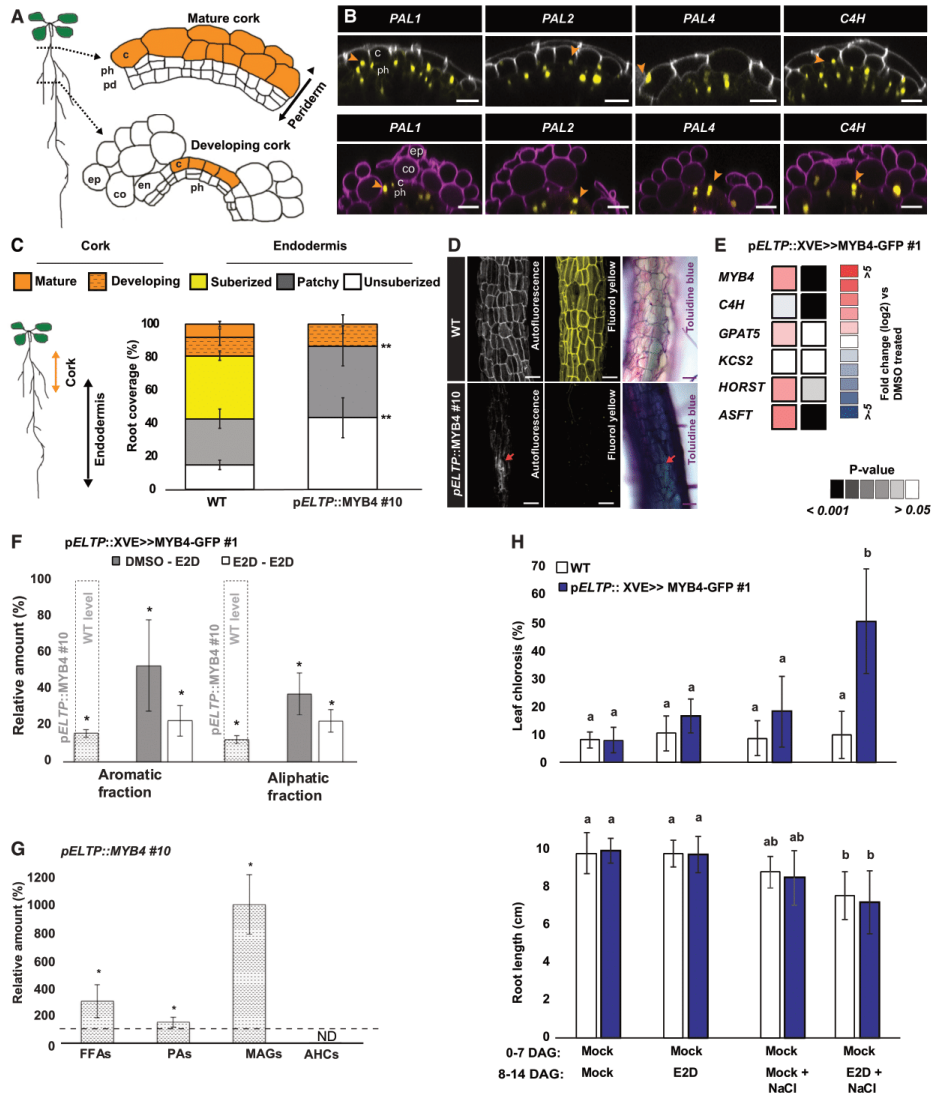 A
Mature cork
c
ph
pd
Periderm
Developing cork
c
ep
en
ph
co
B
PAL1
PAL2
PAL4
C4H
c
ph
PAL1
PAL2
PAL4
C4H
ep
co
c
ph
C
Cork
Endodermis
Mature
Developing
Suberized
Patchy
Unsuberized
Cork
Endodermis
Root coverage (%)
100
80
60
40
20
0
**
**
WT
pELTP::MYB4 #10
D
WT
Autofluorescence
Fluorol yellow
Toluidine blue
pELTP::MYB4 #10
Autofluorescence
Fluorol yellow
Toluidine blue
E
pELTP::XVE>>MYB4-GFP #1
MYB4
C4H
GPAT5
KCS2
HORST
ASFT
>5
>-5
Fold change (log2) vs
DMSO treated
P-value
< 0.001
> 0.05
F
pELTP::XVE>>MYB4-GFP #1
DMSO - E2D
E2D - E2D
Relative amount (%)
100
80
60
40
20
0
pELTP::MYB4 #10
WT level
*
*
*
pELTP::MYB4 #10
WT level
*
*
*
Aromatic
fraction
Aliphatic
fraction
G
pELTP::MYB4 #10
Relative amount (%)
1200
1000
800
600
400
200
0
*
*
*
ND
FFAs
PAs
MAGs
AHCs
H
WT
pELTP:: XVE>> MYB4-GFP #1
Leaf chlorosis (%)
70
60
50
40
30
20
10
0
a
a
a
a
a
a
a
b
Root length (cm)
10
8
6
4
2
0
a
a
a
a
ab
ab
b
b
0-7 DAG:
Mock
Mock
Mock
Mock
8-14 DAG:
Mock
E2D
Mock +
NaCl
E2D +
NaCl